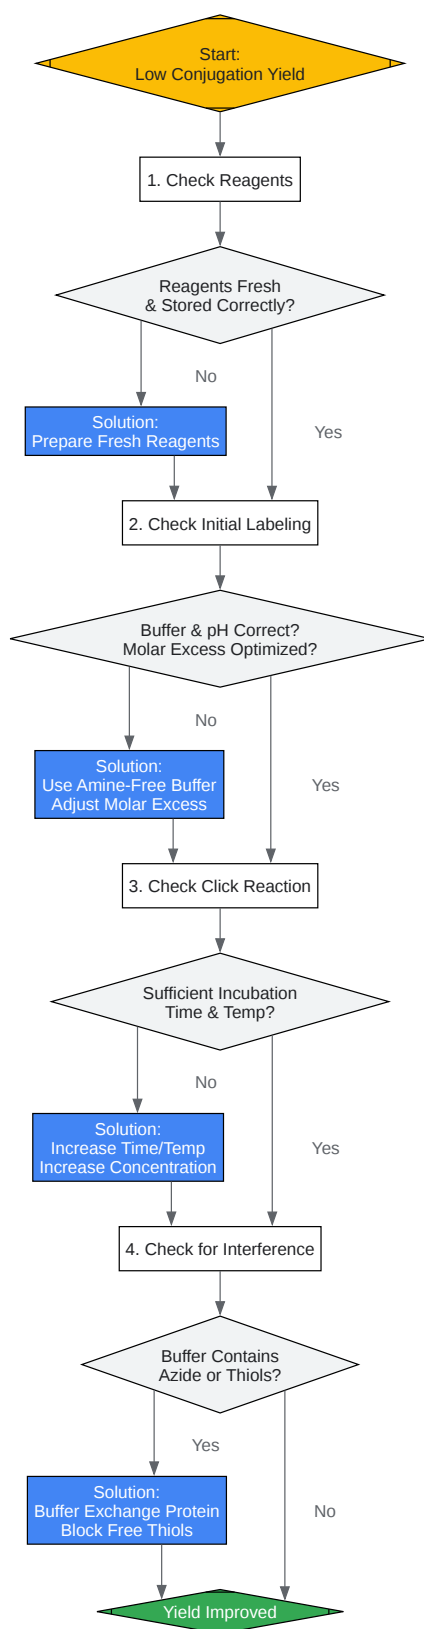 Start:
Low Conjugation Yield
1. Check Reagents
Reagents Fresh
& Stored Correctly?
No
Solution:
Prepare Fresh Reagents
Yes
2. Check Initial Labeling
Buffer & pH Correct?
Molar Excess Optimized?
No
Solution:
Use Amine-Free Buffer
Adjust Molar Excess
Yes
3. Check Click Reaction
Sufficient Incubation
Time & Temp?
No
Solution:
Increase Time/Temp
Increase Concentration
Yes
4. Check for Interference
Buffer Contains
Azide or Thiols?
Yes
Solution:
Buffer Exchange Protein
Block Free Thiols
No
Yield Improved